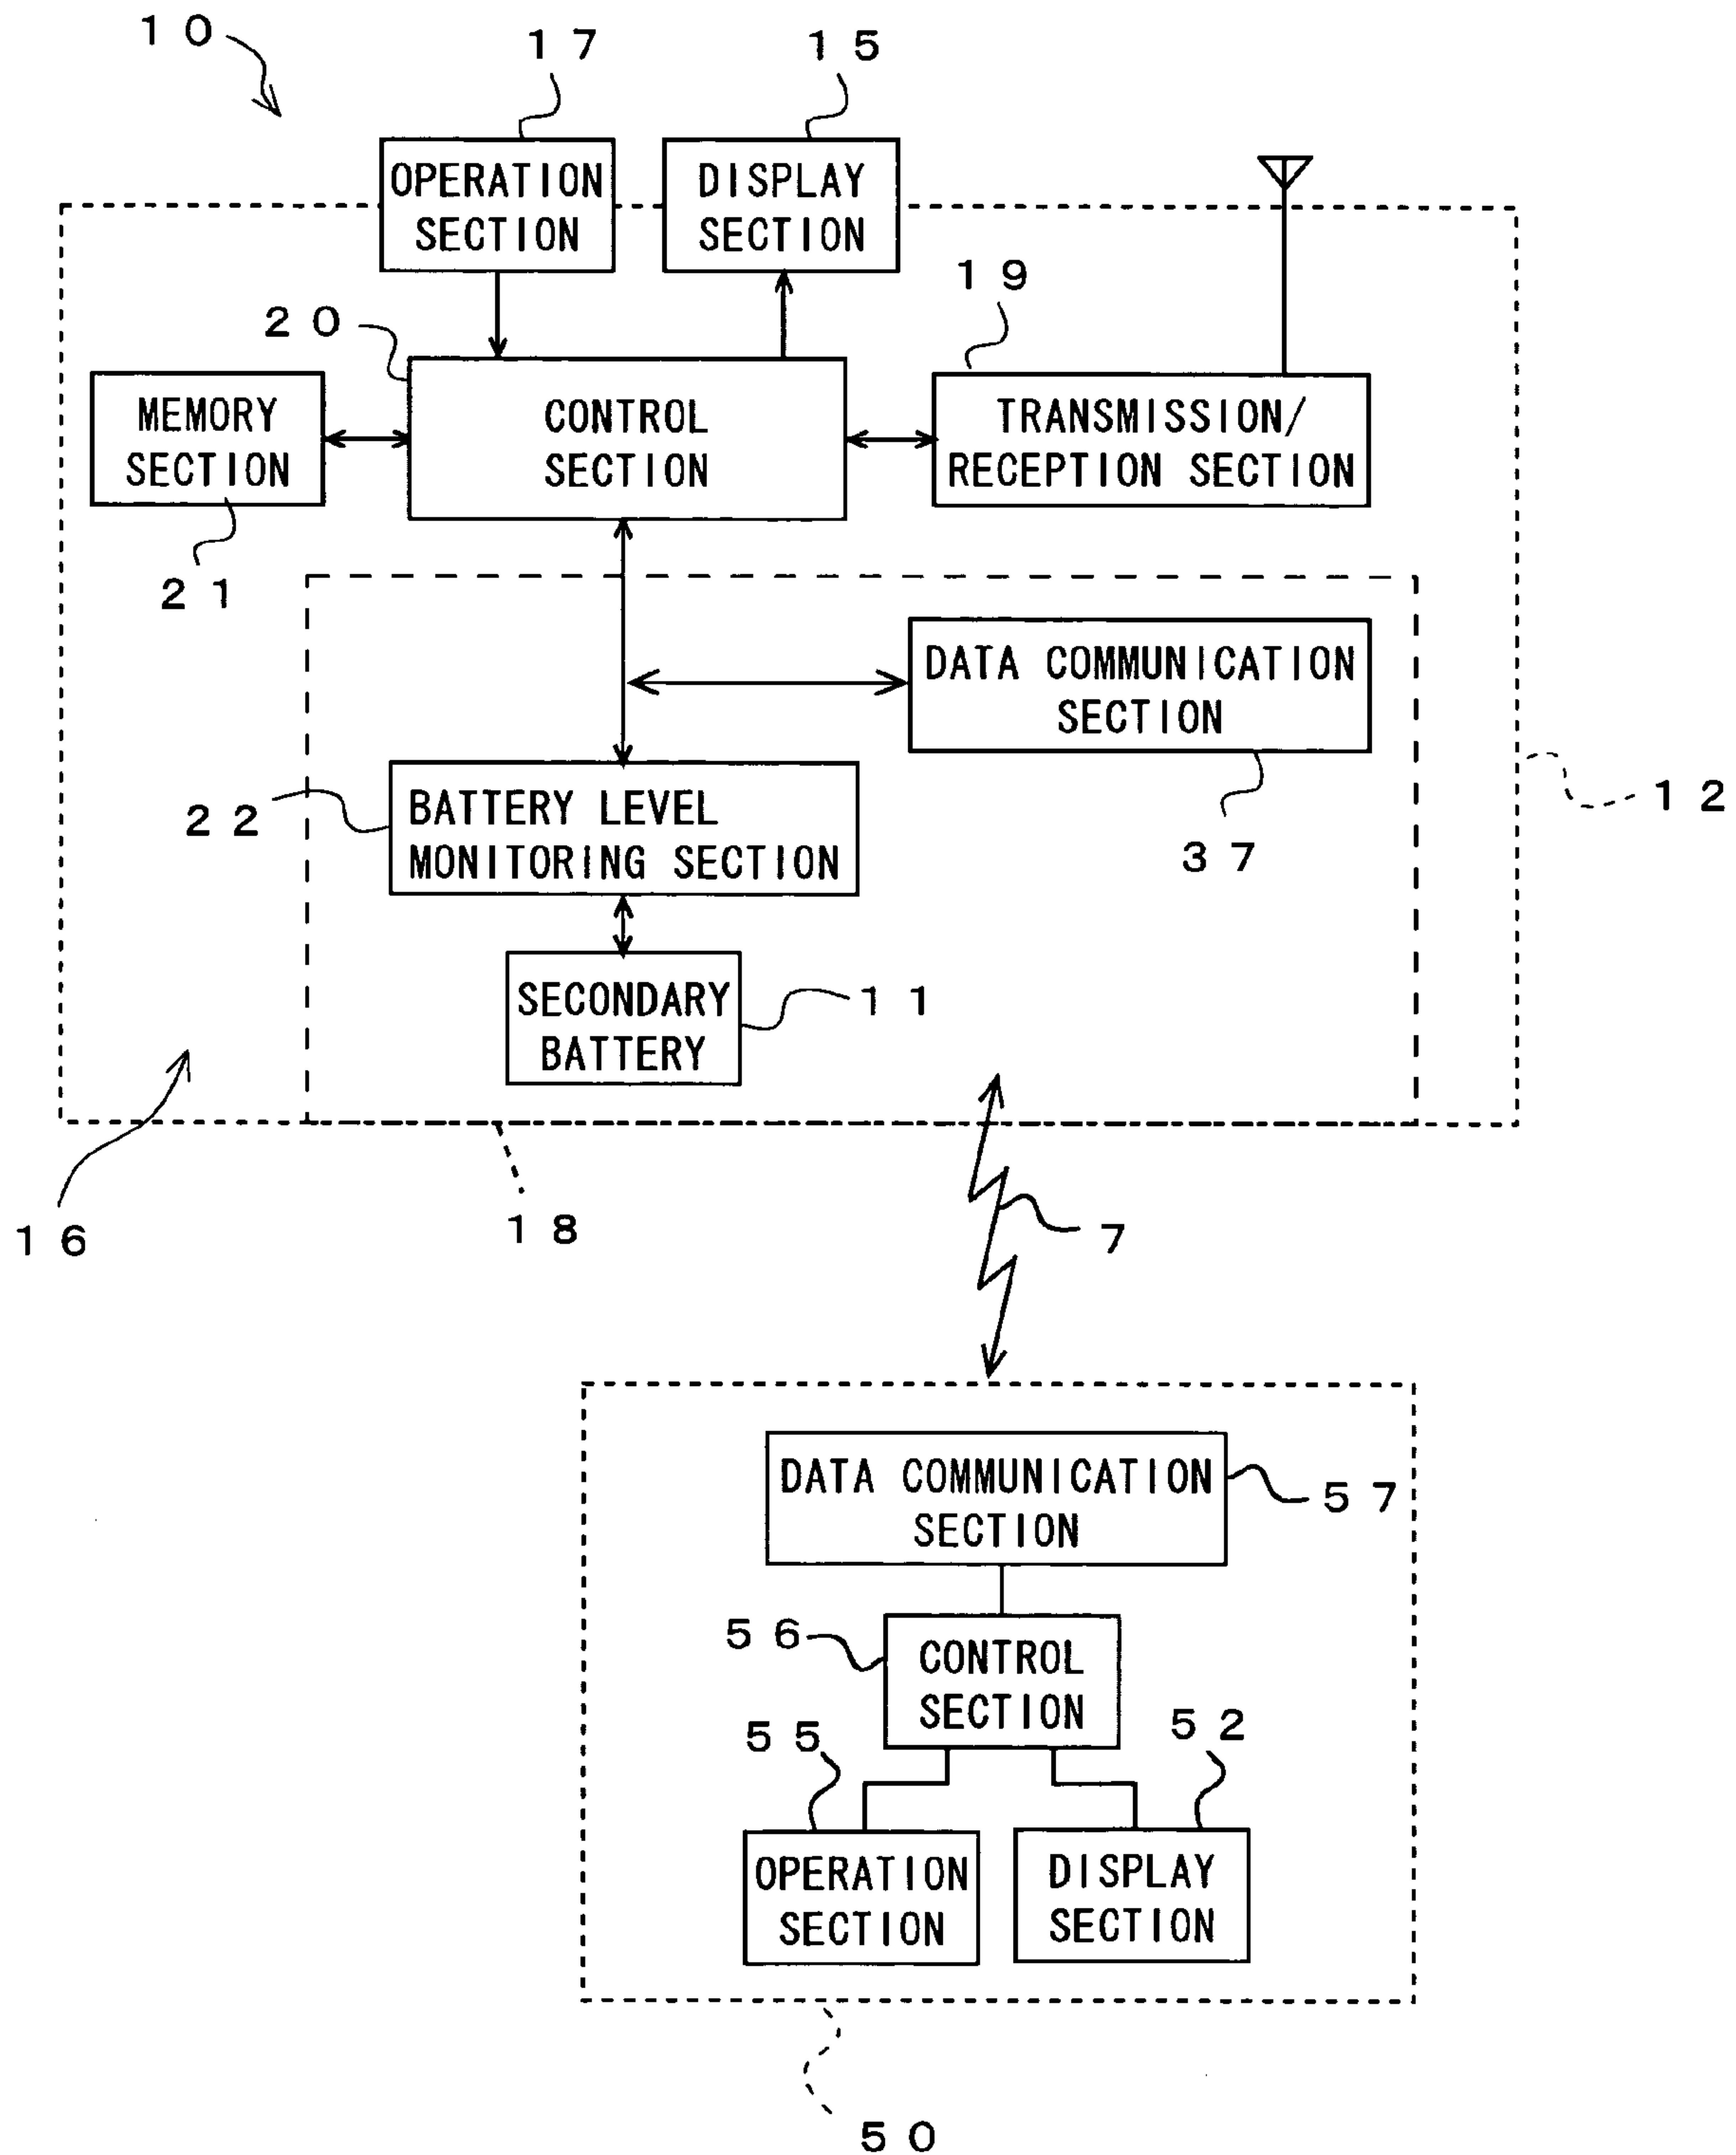 10
17
15
OPERATION
SECTION
DISPLAY
SECTION
19
20
MEMORY
SECTION
CONTROL
SECTION
TRANSMISSION/
RECEPTION SECTION
21
DATA COMMUNICATION
SECTION
12
22
BATTERY LEVEL
MONITORING SECTION
37
SECONDARY
BATTERY
11
16
18
7
DATA COMMUNICATION
SECTION
57
56
CONTROL
SECTION
55
52
OPERATION
SECTION
DISPLAY
SECTION
50